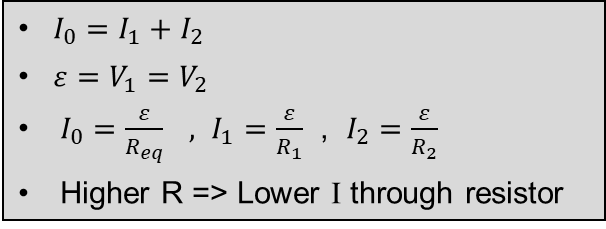 • I₀ = I₁ + I₂
• ε = V₁ = V₂
• I₀ = ε/R_eq , I₁ = ε/R₁ , I₂ = ε/R₂
• Higher R => Lower I through resistor